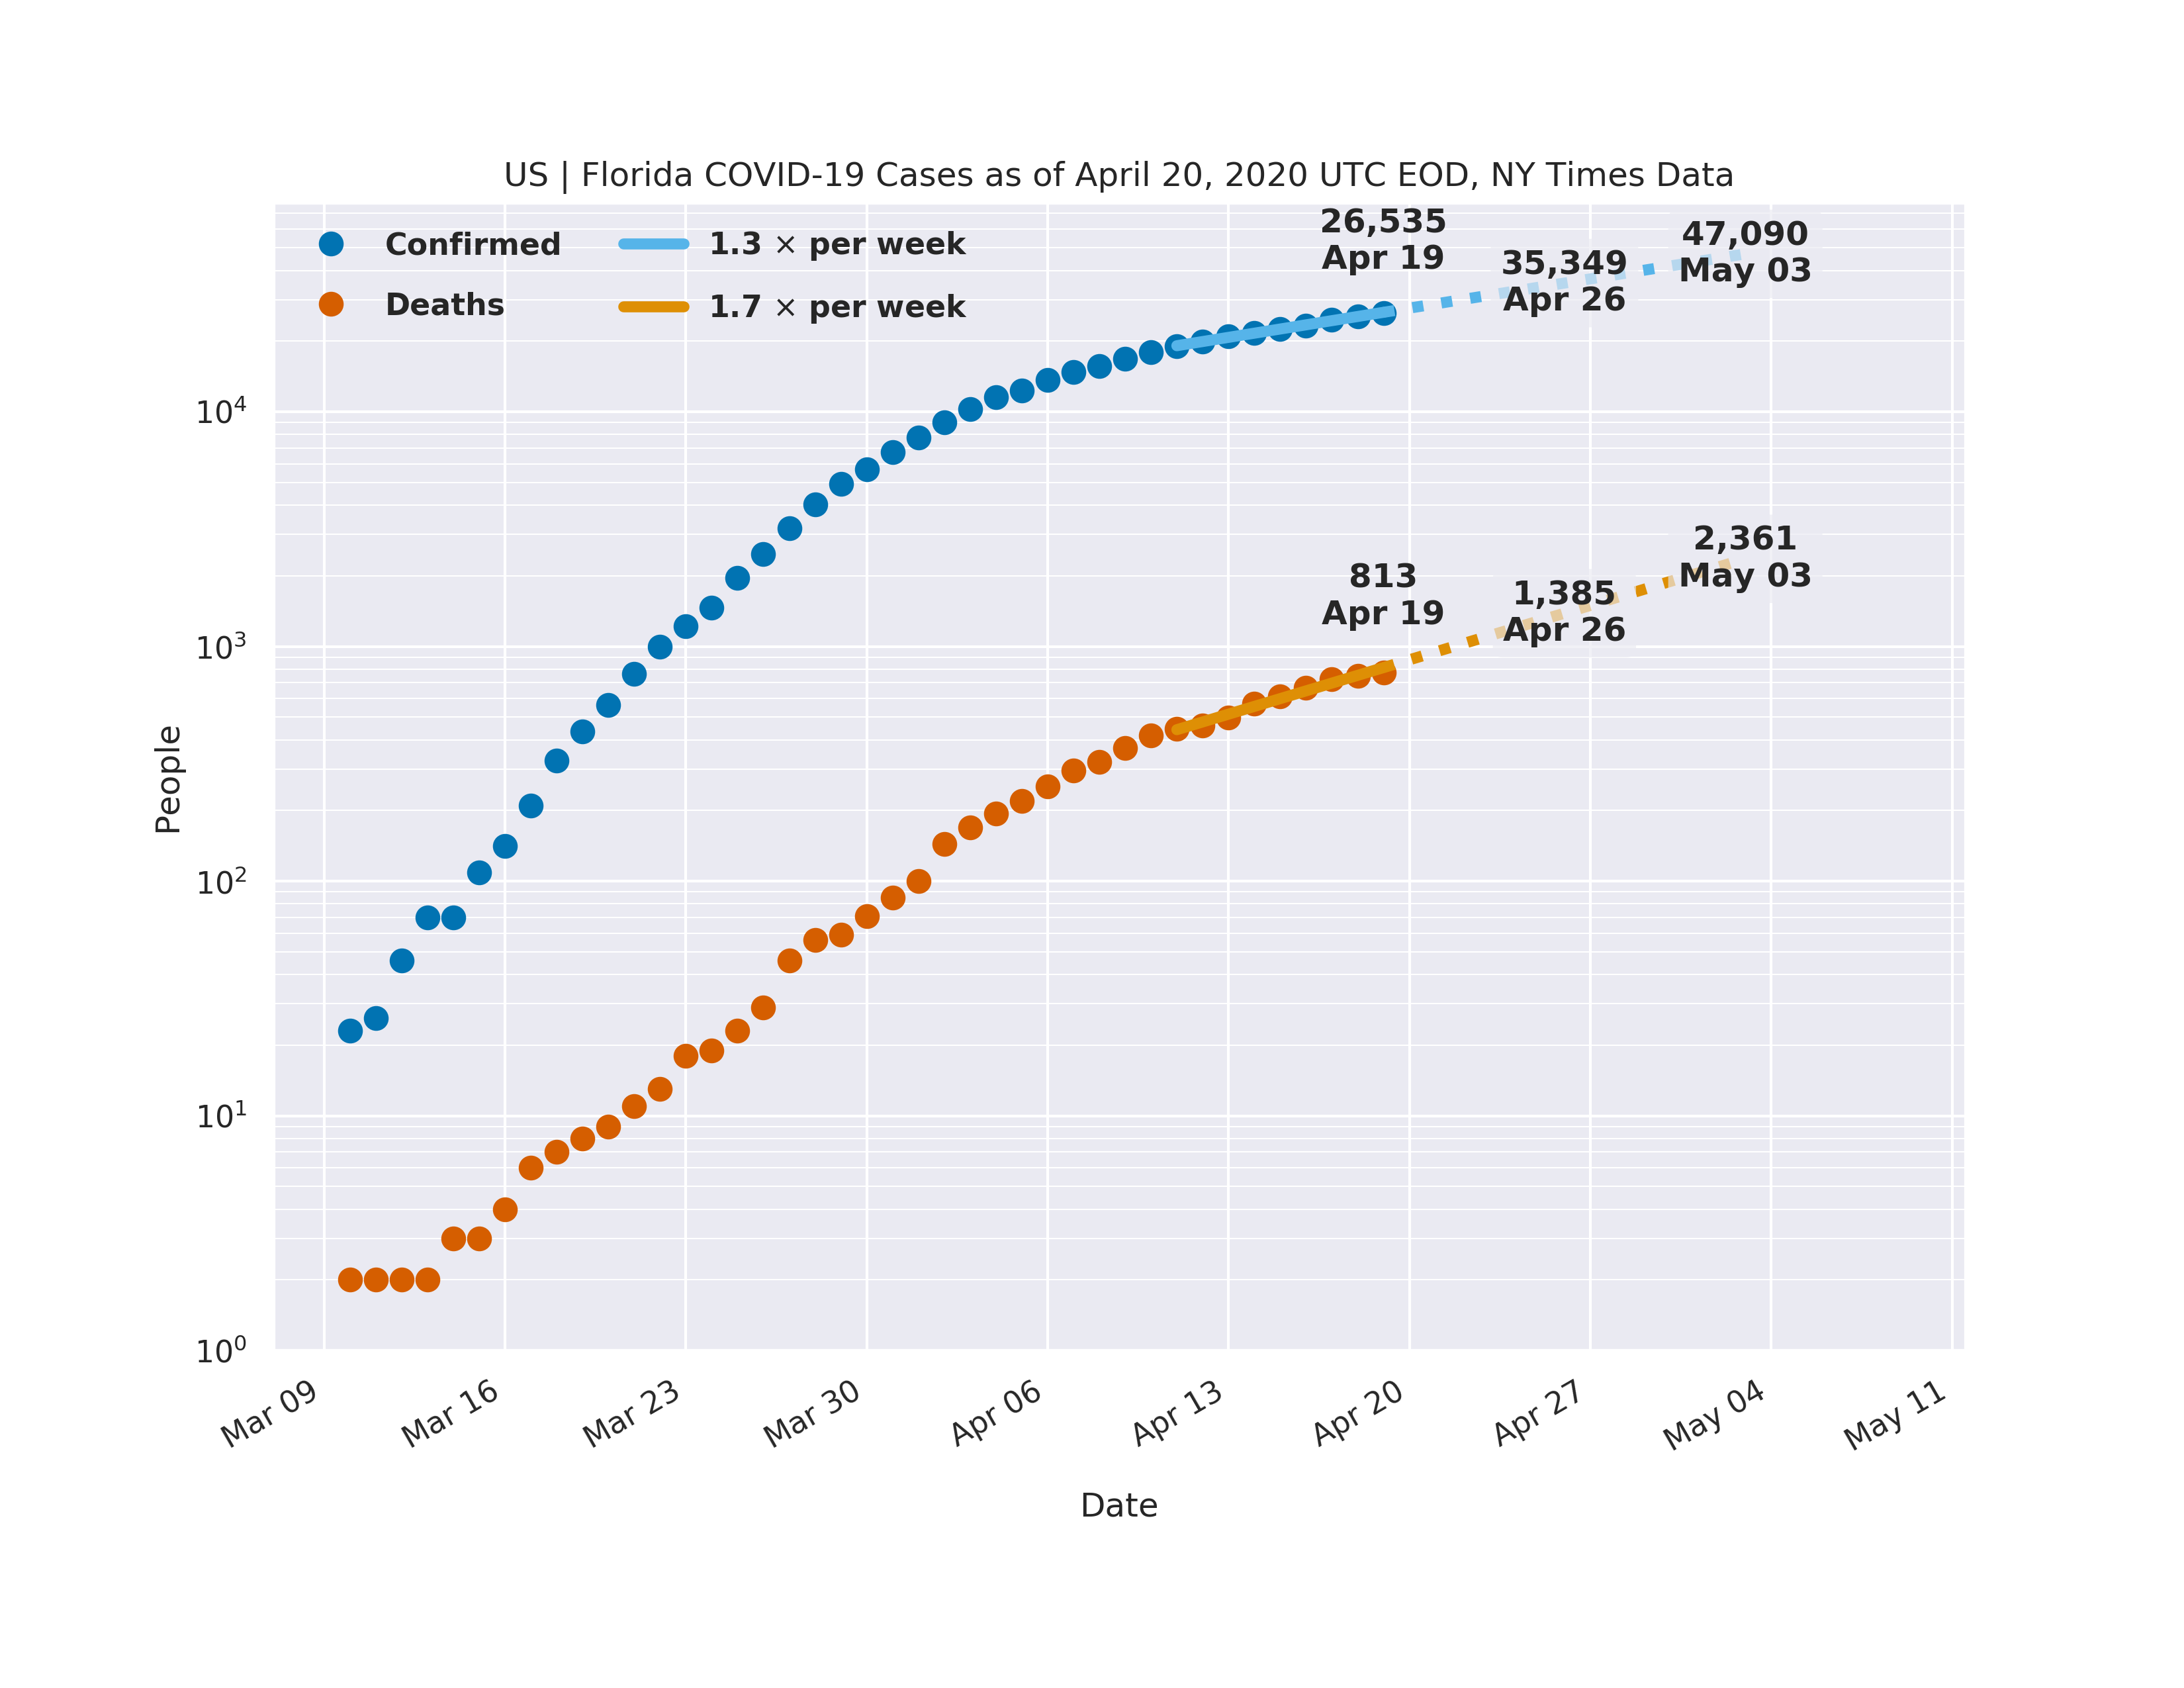 US | Florida COVID-19 Cases as of April 20, 2020 UTC EOD, NY Times Data
Confirmed
Deaths
1.3 × per week
1.7 × per week
26,535
Apr 19
35,349
Apr 26
47,090
May 03
813
Apr 19
1,385
Apr 26
2,361
May 03
People
10⁴
10³
10²
10¹
10⁰
Mar 09
Mar 16
Mar 23
Mar 30
Apr 06
Apr 13
Apr 20
Apr 27
May 04
May 11
Date